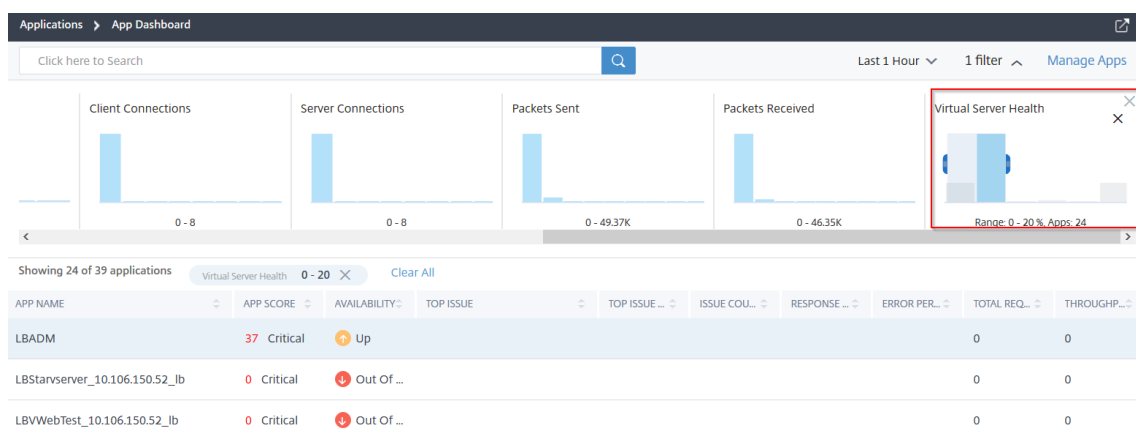 Applications > App Dashboard
Click here to Search
Last 1 Hour
1 filter
Manage Apps
Client Connections
Server Connections
Packets Sent
Packets Received
Virtual Server Health
0 - 8
0 - 8
0 - 49.37K
0 - 46.35K
Range: 0 - 20 %, Apps: 24
Showing 24 of 39 applications
Virtual Server Health 0 - 20
Clear All
APP NAME APP SCORE AVAILABILITY TOP ISSUE TOP ISSUE ... ISSUE COU... RESPONSE ... ERROR PER... TOTAL REQ... THROUGHP...
LBADM 37 Critical Up 0 0
LBStarvserver_10.106.150.52_lb 0 Critical Out Of ... 0 0
LBVWebTest_10.106.150.52_lb 0 Critical Out Of ... 0 0